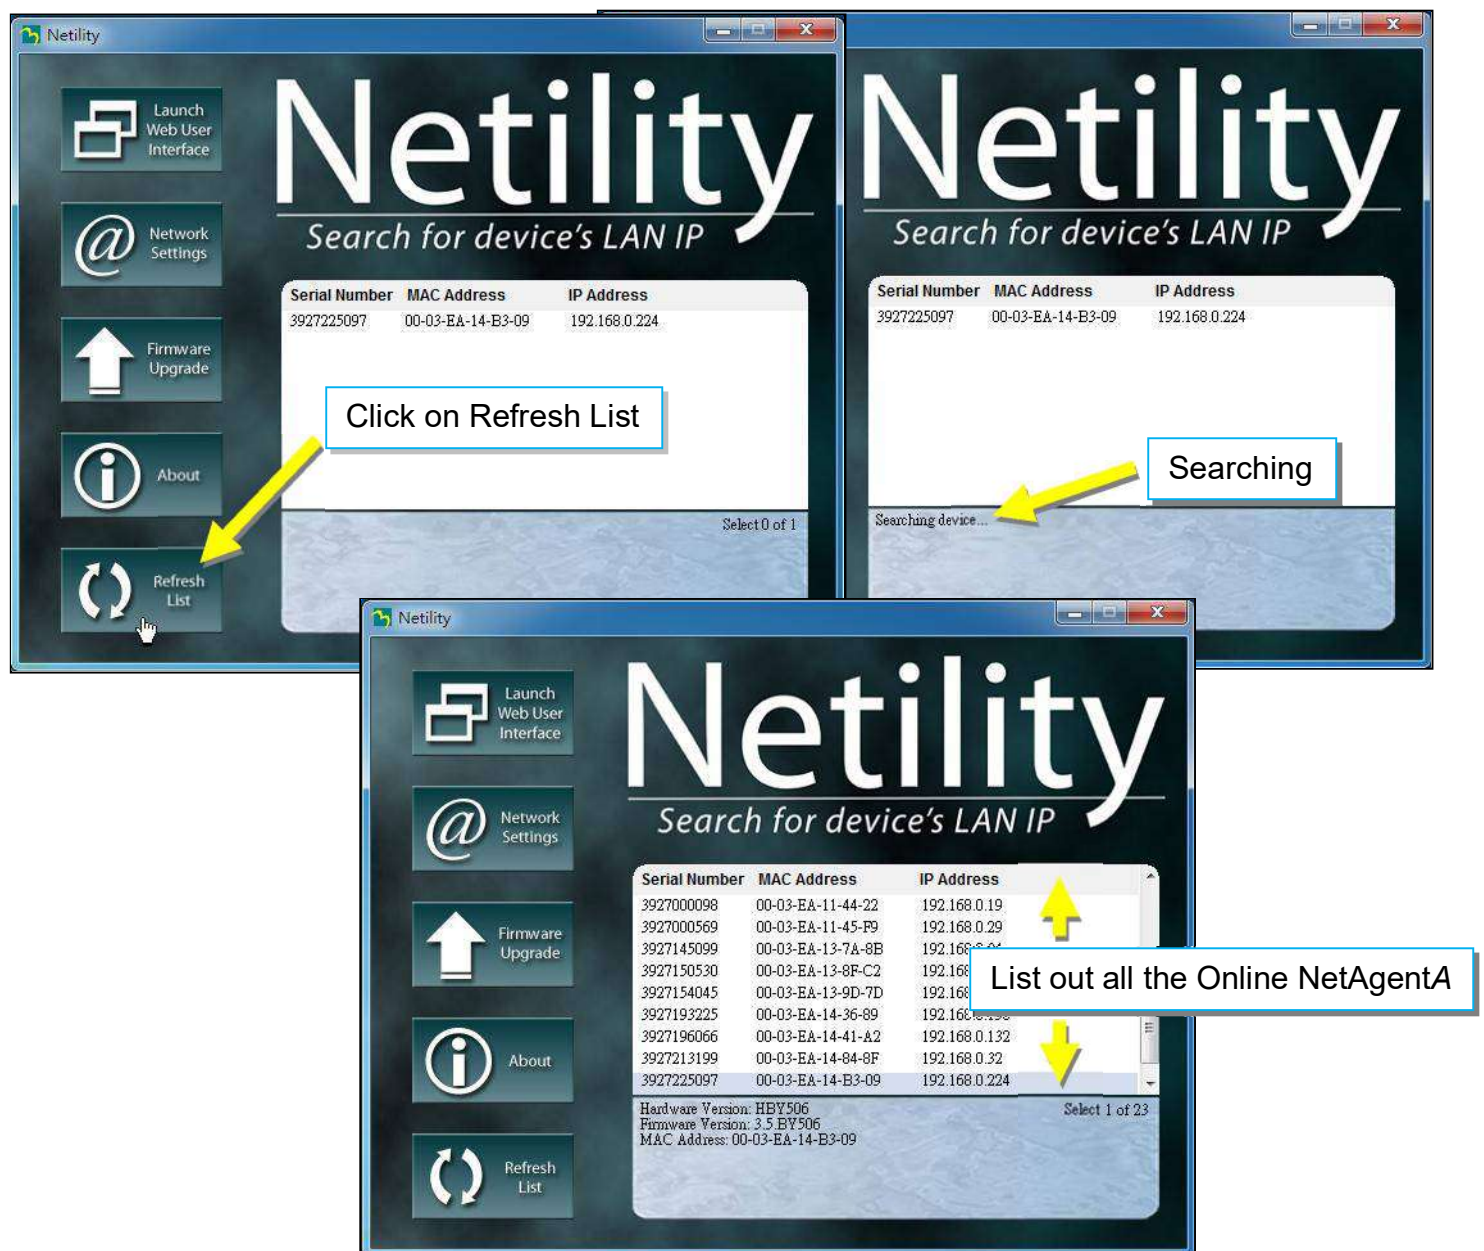 Netility
Launch
Web User
Interface
Network
Settings
Firmware
Upgrade
About
Refresh
List
Netility
Search for device's LAN IP
Serial Number MAC Address IP Address
3927225097 00-03-EA-14-B3-09 192.168.0.224
Click on Refresh List
Select 0 of 1
Netility
Search for device's LAN IP
Serial Number MAC Address IP Address
3927225097 00-03-EA-14-B3-09 192.168.0.224
Searching
Searching device...
Netility
Launch
Web User
Interface
Network
Settings
Firmware
Upgrade
About
Refresh
List
Netility
Search for device's LAN IP
Serial Number MAC Address IP Address
3927000098 00-03-EA-11-44-22 192.168.0.19
3927000569 00-03-EA-11-45-F9 192.168.0.29
3927145099 00-03-EA-13-7A-8B
3927150530 00-03-EA-13-8F-C2
3927154045 00-03-EA-13-9D-7D
3927193225 00-03-EA-14-36-89
3927196066 00-03-EA-14-41-A2 192.168.0.132
3927213199 00-03-EA-14-84-8F 192.168.0.32
3927225097 00-03-EA-14-B3-09 192.168.0.224
List out all the Online NetAgentA
Hardware Version: HBY506
Select 1 of 23
Firmware Version: 3.5.BY506
MAC Address: 00-03-EA-14-B3-09